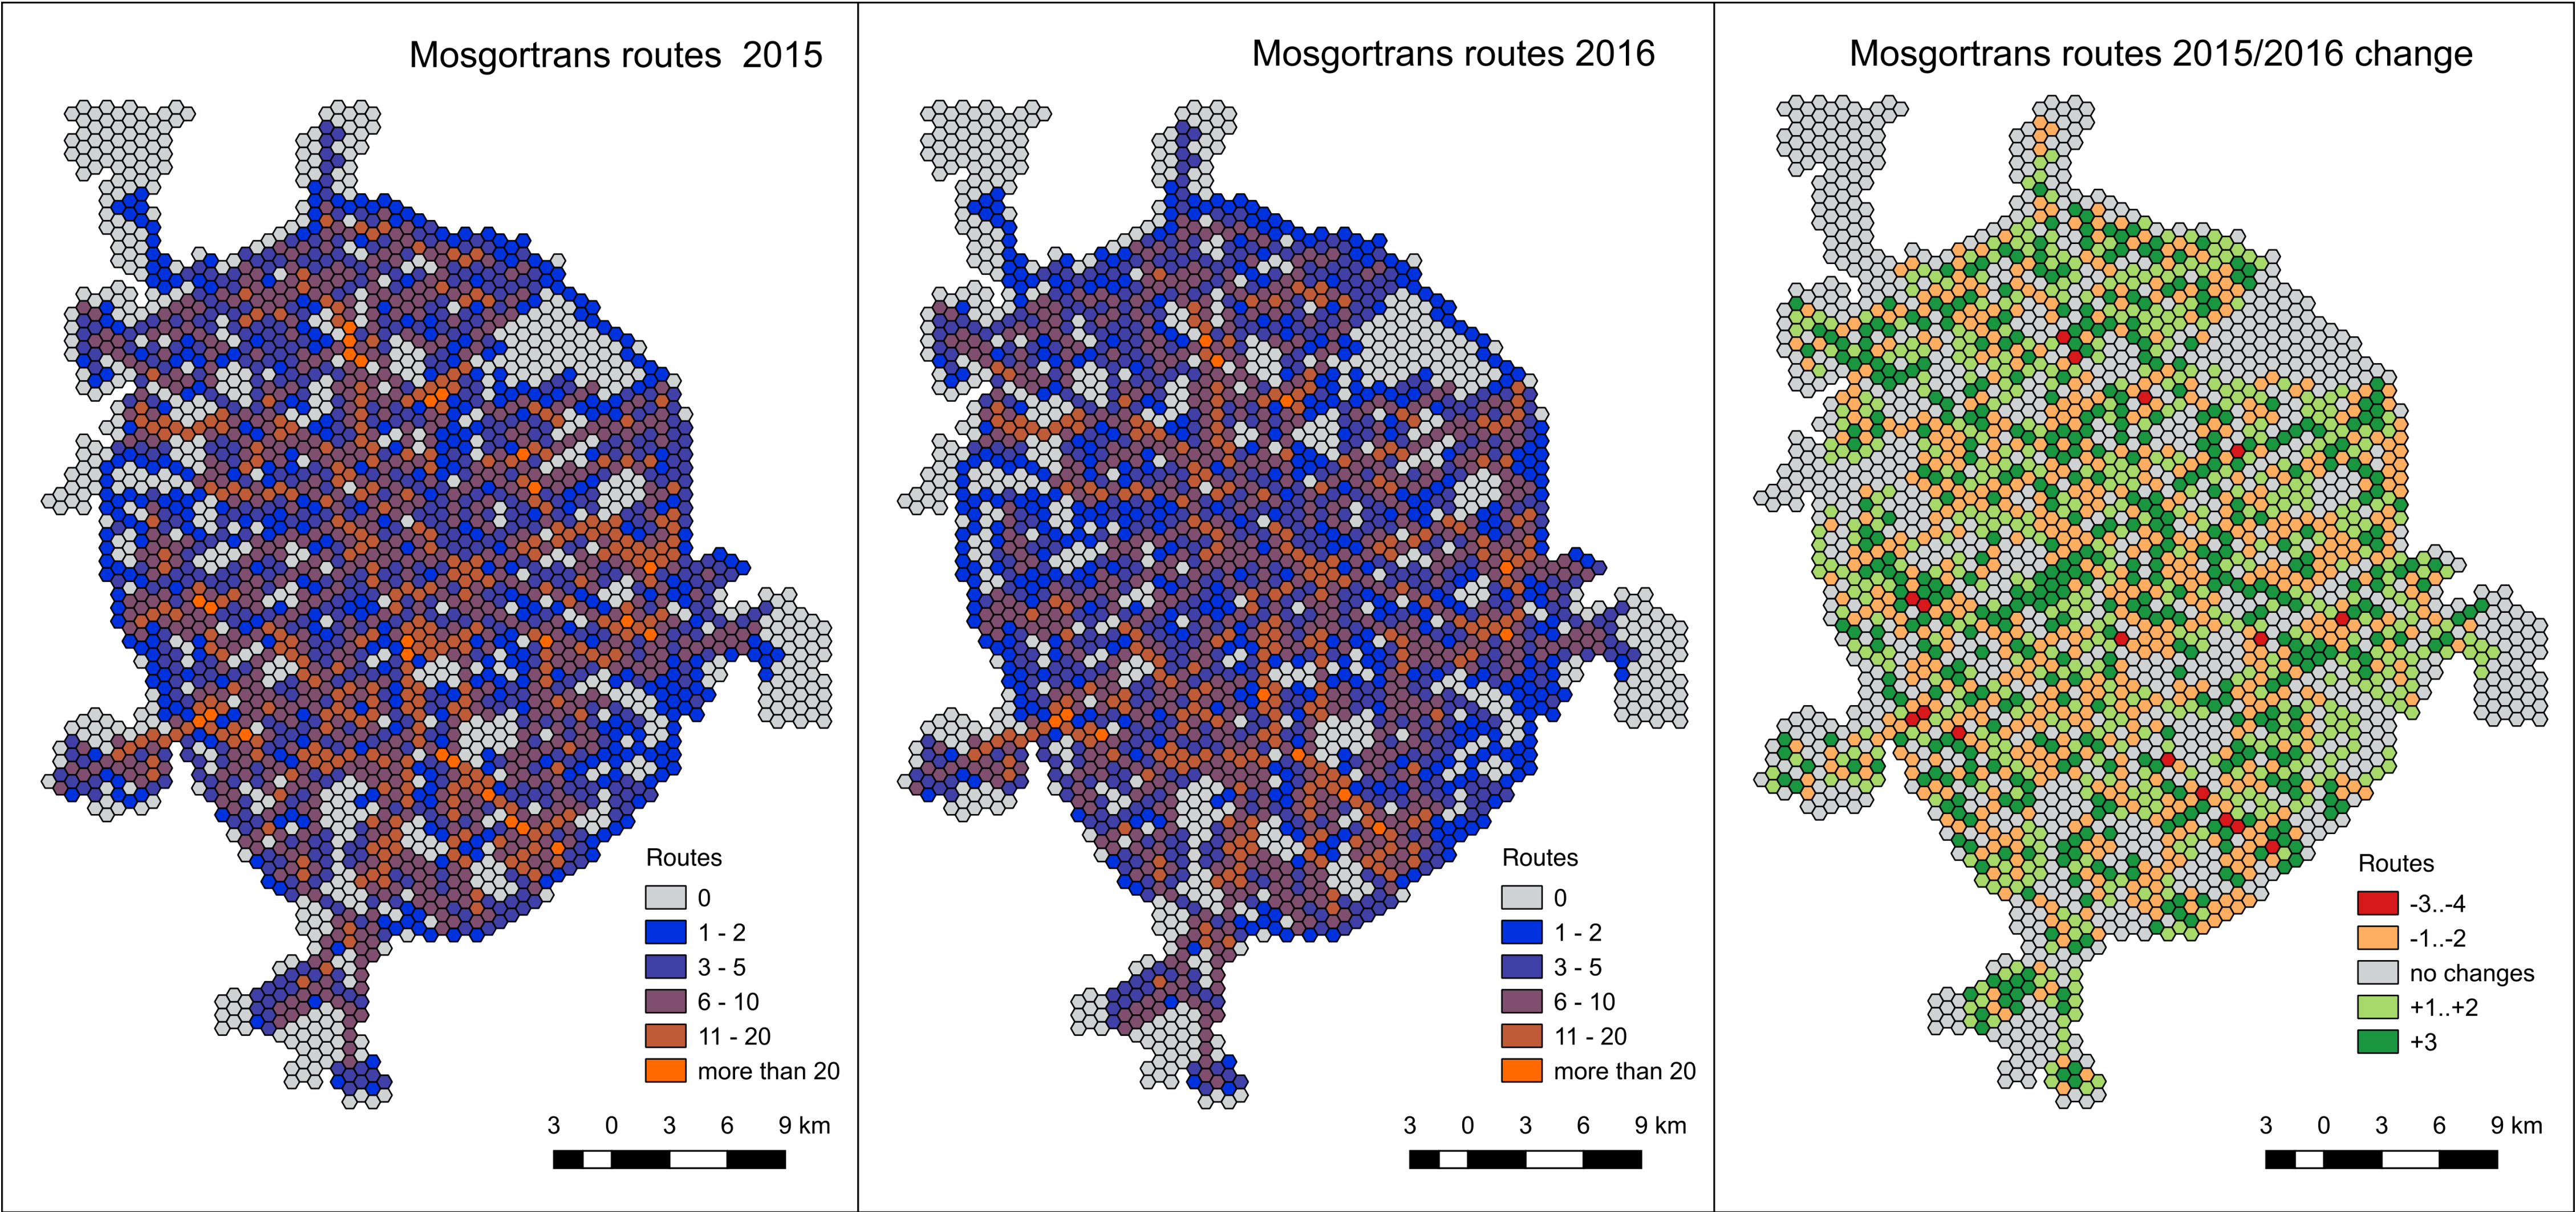 Mosgortrans routes 2015
Routes
0
1 - 2
3 - 5
6 - 10
11 - 20
more than 20
3 0 3 6 9 km
Mosgortrans routes 2016
Routes
0
1 - 2
3 - 5
6 - 10
11 - 20
more than 20
3 0 3 6 9 km
Mosgortrans routes 2015/2016 change
Routes
-3..-4
-1..-2
no changes
+1..+2
+3
3 0 3 6 9 km